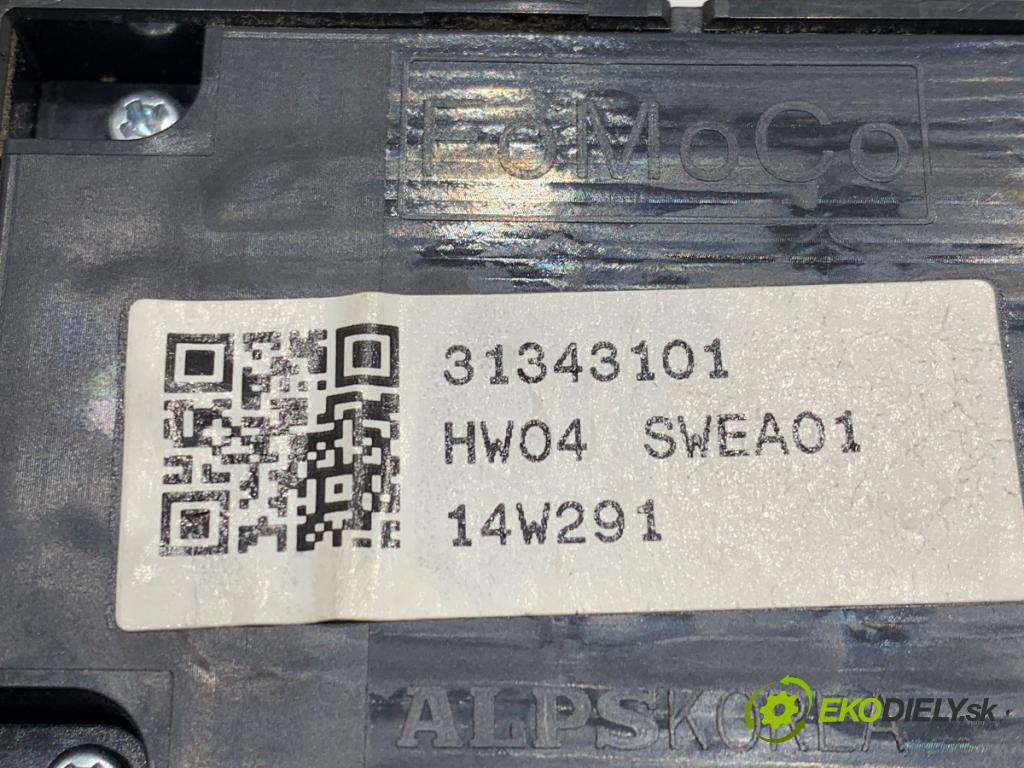 FoMoCo
31343101
HW04 SWEA01
14W291
ALPSKOREA
EKODIELY.sk